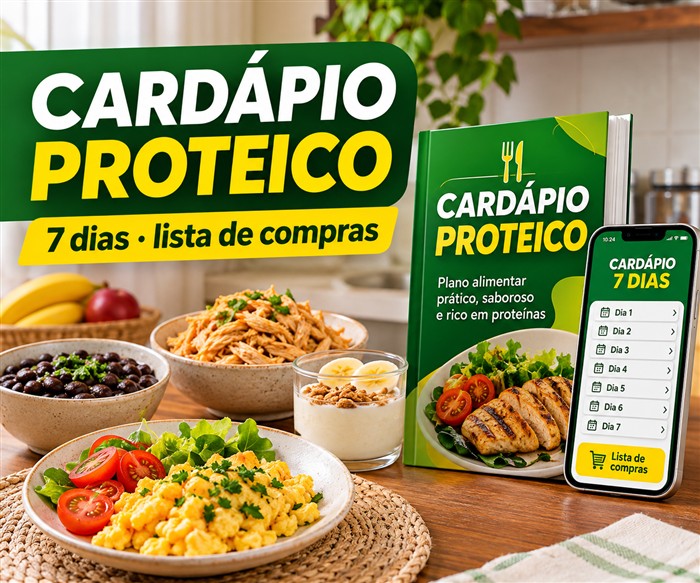 CARDÁPIO
PROTEICO
7 dias · lista de compras
CARDÁPIO
PROTEICO
Plano alimentar
prático, saboroso
e rico em proteínas
10:24
CARDÁPIO
7 DIAS
Dia 1
Dia 2
Dia 3
Dia 4
Dia 5
Dia 6
Dia 7
Lista de
compras